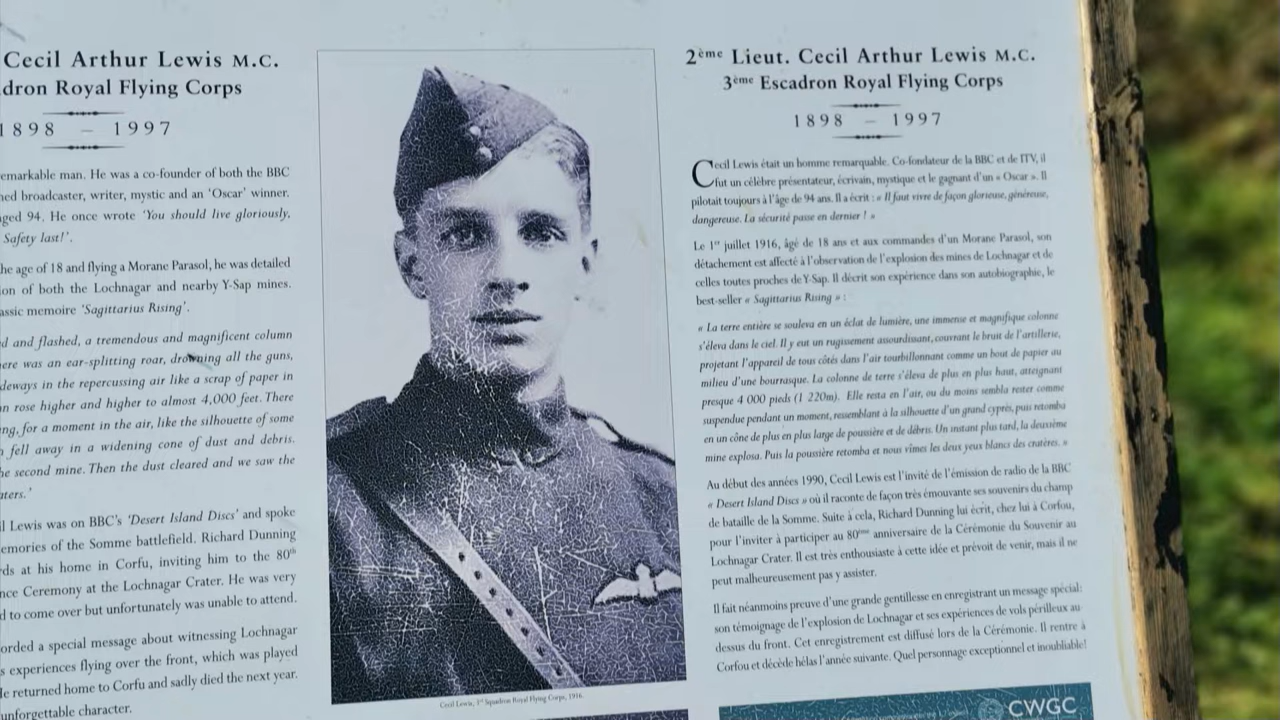 Cecil Arthur Lewis M.C.
dron Royal Flying Corps
1898 – 1997
emarkable man. He was a co-founder of both the BBC
ned broadcaster, writer, mystic and an 'Oscar' winner.
ged 94. He once wrote 'You should live gloriously,
Safety last!'.
he age of 18 and flying a Morane Parasol, he was detailed
ion of both the Lochnagar and nearby Y-Sap mines.
assic memoire 'Sagittarius Rising'.
d and flashed, a tremendous and magnificent column
ere was an ear-splitting roar, drowning all the guns,
deways in the repercussing air like a scrap of paper in
n rose higher and higher to almost 4,000 feet. There
ng, for a moment in the air, like the silhouette of some
fell away in a widening cone of dust and debris.
he second mine. Then the dust cleared and we saw the
ters.'
il Lewis was on BBC's 'Desert Island Discs' and spoke
emories of the Somme battlefield. Richard Dunning
rds at his home in Corfu, inviting him to the 80th
nce Ceremony at the Lochnagar Crater. He was very
d to come over but unfortunately was unable to attend.
orded a special message about witnessing Lochnagar
s experiences flying over the front, which was played
He returned home to Corfu and sadly died the next year.
unforgettable character.
Cecil Lewis, 3rd Squadron Royal Flying Corps, 1916.
2ème Lieut. Cecil Arthur Lewis M.C.
3ème Escadron Royal Flying Corps
1898 – 1997
Cecil Lewis était un homme remarquable. Co-fondateur de la BBC et de ITV, il
fut un célèbre présentateur, écrivain, mystique et le gagnant d'un « Oscar ». Il
pilotait toujours à l'âge de 94 ans. Il a écrit : « Il faut vivre de façon glorieuse, généreuse,
dangereuse. La sécurité passe en dernier ! »
Le 1er juillet 1916, âgé de 18 ans et aux commandes d'un Morane Parasol, son
détachement est affecté à l'observation de l'explosion des mines de Lochnagar et de
celles toutes proches de Y-Sap. Il décrit son expérience dans son autobiographie, le
best-seller « Sagittarius Rising » :
« La terre entière se souleva en un éclat de lumière, une immense et magnifique colonne
s'éleva dans le ciel. Il y eut un rugissement assourdissant, couvrant le bruit de l'artillerie,
projetant l'appareil de tous côtés dans l'air tourbillonnant comme un bout de papier au
milieu d'une bourrasque. La colonne de terre s'éleva de plus en plus haut, atteignant
presque 4 000 pieds (1 220m). Elle resta en l'air, ou du moins sembla rester comme
suspendue pendant un moment, ressemblant à la silhouette d'un grand cyprès, puis retomba
en un cône de plus en plus large de poussière et de débris. Un instant plus tard, la deuxième
mine explosa. Puis la poussière retomba et nous vîmes les deux yeux blancs des cratères. »
Au début des années 1990, Cecil Lewis est l'invité de l'émission de radio de la BBC
« Desert Island Discs » où il raconte de façon très émouvante ses souvenirs du champ
de bataille de la Somme. Suite à cela, Richard Dunning lui écrit, chez lui à Corfou,
pour l'inviter à participer au 80ème anniversaire de la Cérémonie du Souvenir au
Lochnagar Crater. Il est très enthousiaste à cette idée et prévoit de venir, mais il ne
peut malheureusement pas y assister.
Il fait néanmoins preuve d'une grande gentillesse en enregistrant un message spécial:
son témoignage de l'explosion de Lochnagar et ses expériences de vols périlleux au
dessus du front. Cet enregistrement est diffusé lors de la Cérémonie. Il rentre à
Corfou et décède hélas l'année suivante. Quel personnage exceptionnel et inoubliable!
CWGC